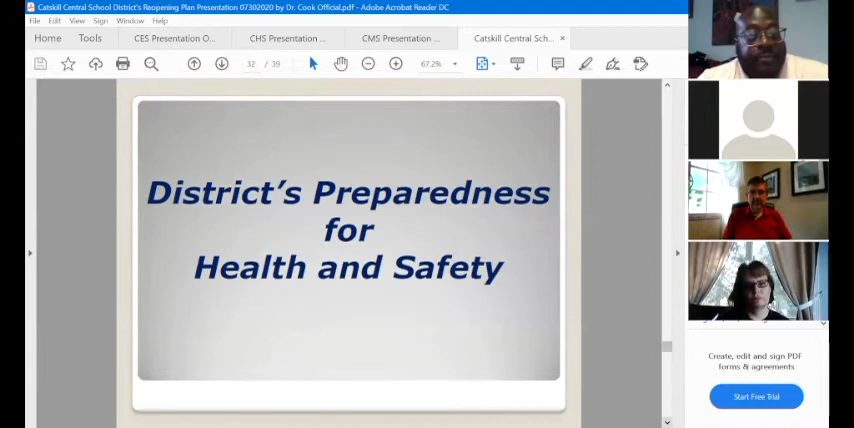 Catskill Central School District's Reopening Plan Presentation 07302020 by Dr. Cook Official.pdf - Adobe Acrobat Reader DC
File Edit View Sign Window Help
Home Tools CES Presentation O... CHS Presentation ... CMS Presentation ... Catskill Central Sch... ×
32 / 39 67.2%
District's Preparedness
for
Health and Safety
Create, edit and sign PDF
forms & agreements
Start Free Trial